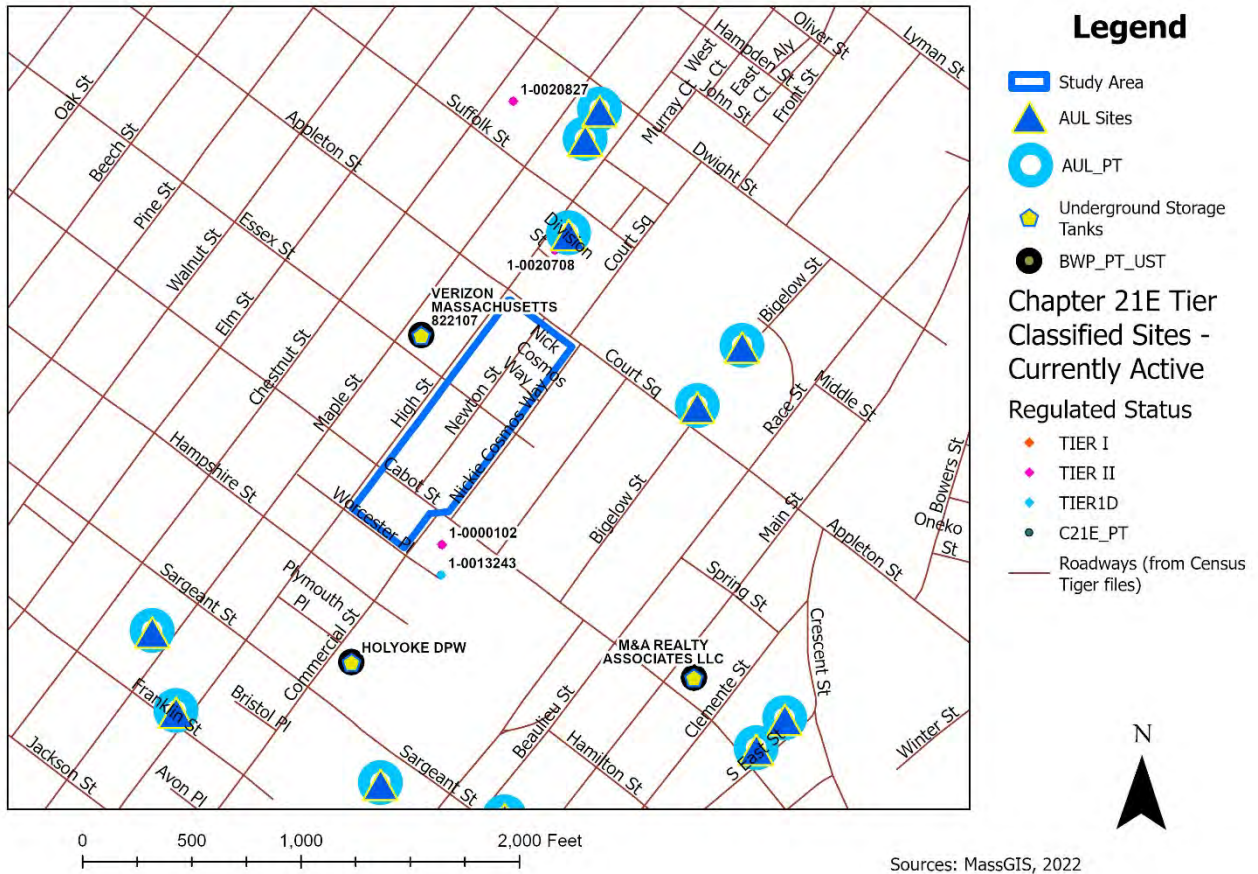 Oak St
Beech St
Pine St
Walnut St
Elm St
Chestnut St
Maple St
High St
Newton St
Appleton St
Essex St
Suffolk St
1-0020827
Murray Ct
West
Ct
East
Ct
Aly
Hampden St
John St
Front St
Oliver St
Lyman St
Dwight St
Division
St
Court Sq
1-0020708
VERIZON
MASSACHUSETTS
822107
Nick
Cosmos
Way
Nickie Cosmos Way
Court Sq
Bigelow St
Race St
Middle St
Bowers St
Oneko
St
Main St
Appleton St
Bigelow St
Hampshire St
Cabot St
Worcester Pl
1-0000102
1-0013243
Plymouth
Pl
Sargeant St
Commercial St
HOLYOKE DPW
Spring St
Crescent St
M&A REALTY
ASSOCIATES LLC
Clemente St
Franklin St
Bristol Pl
Beaulieu St
Hamilton St
S East St
Winter St
Jackson St
Avon Pl
Sargeant St
0 500 1,000 2,000 Feet
Legend
Study Area
AUL Sites
AUL_PT
Underground Storage
Tanks
BWP_PT_UST
Chapter 21E Tier
Classified Sites -
Currently Active
Regulated Status
TIER I
TIER II
TIER1D
C21E_PT
Roadways (from Census
Tiger files)
N
Sources: MassGIS, 2022